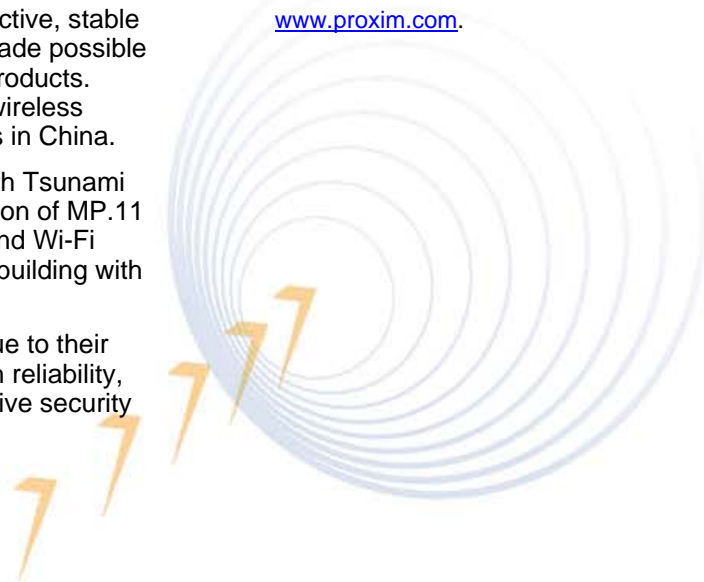 ctive, stable
ade possible
roducts.
wireless
s in China.
h Tsunami
on of MP.11
nd Wi-Fi
building with
ue to their
n reliability,
ive security
www.proxim.com.